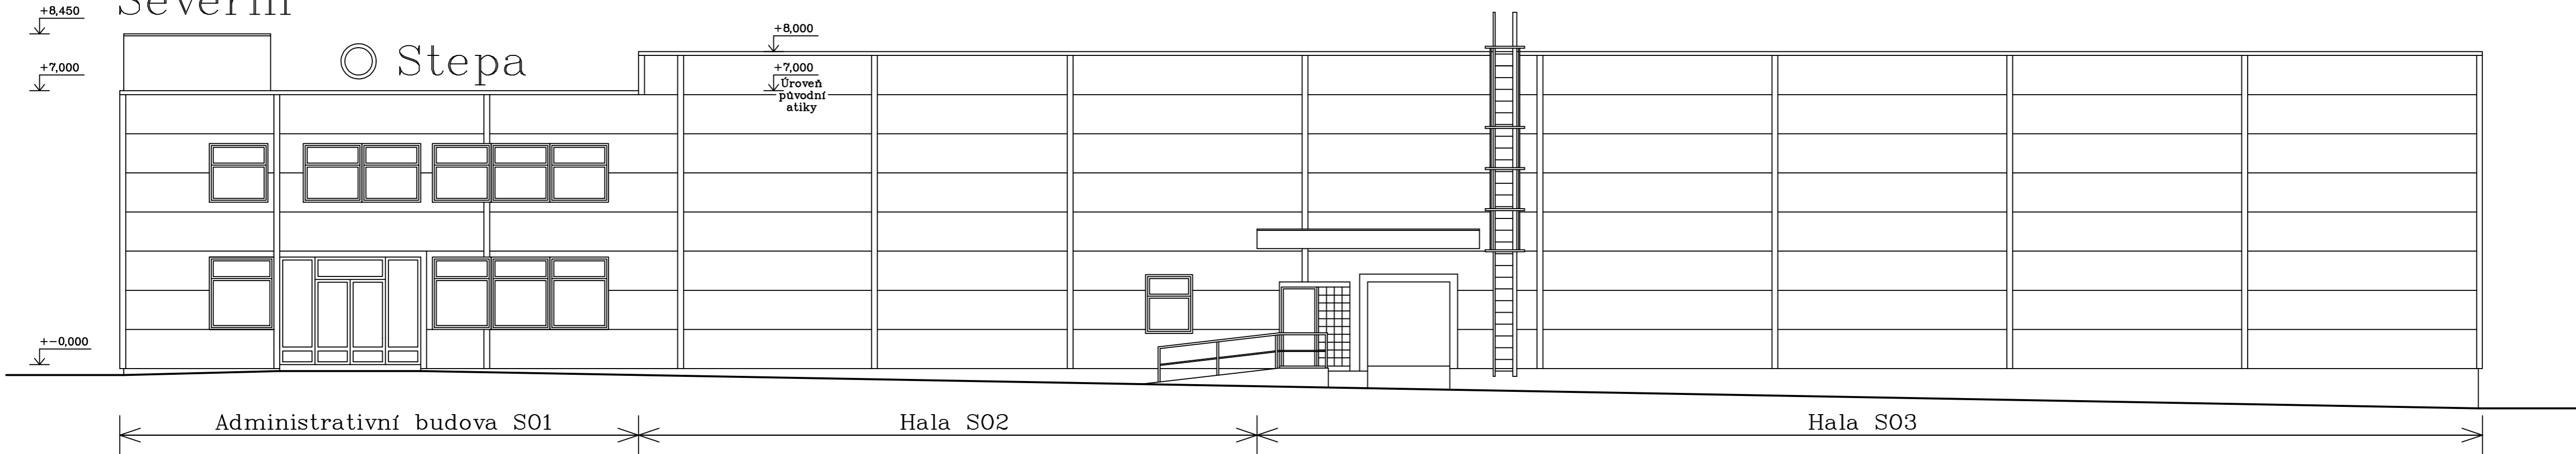 Severní
+8,450
+8,000
Stepa
+7,000
+7,000
Úroveň
původní
atiky
+-0,000
Administrativní budova S01
Hala S02
Hala S03